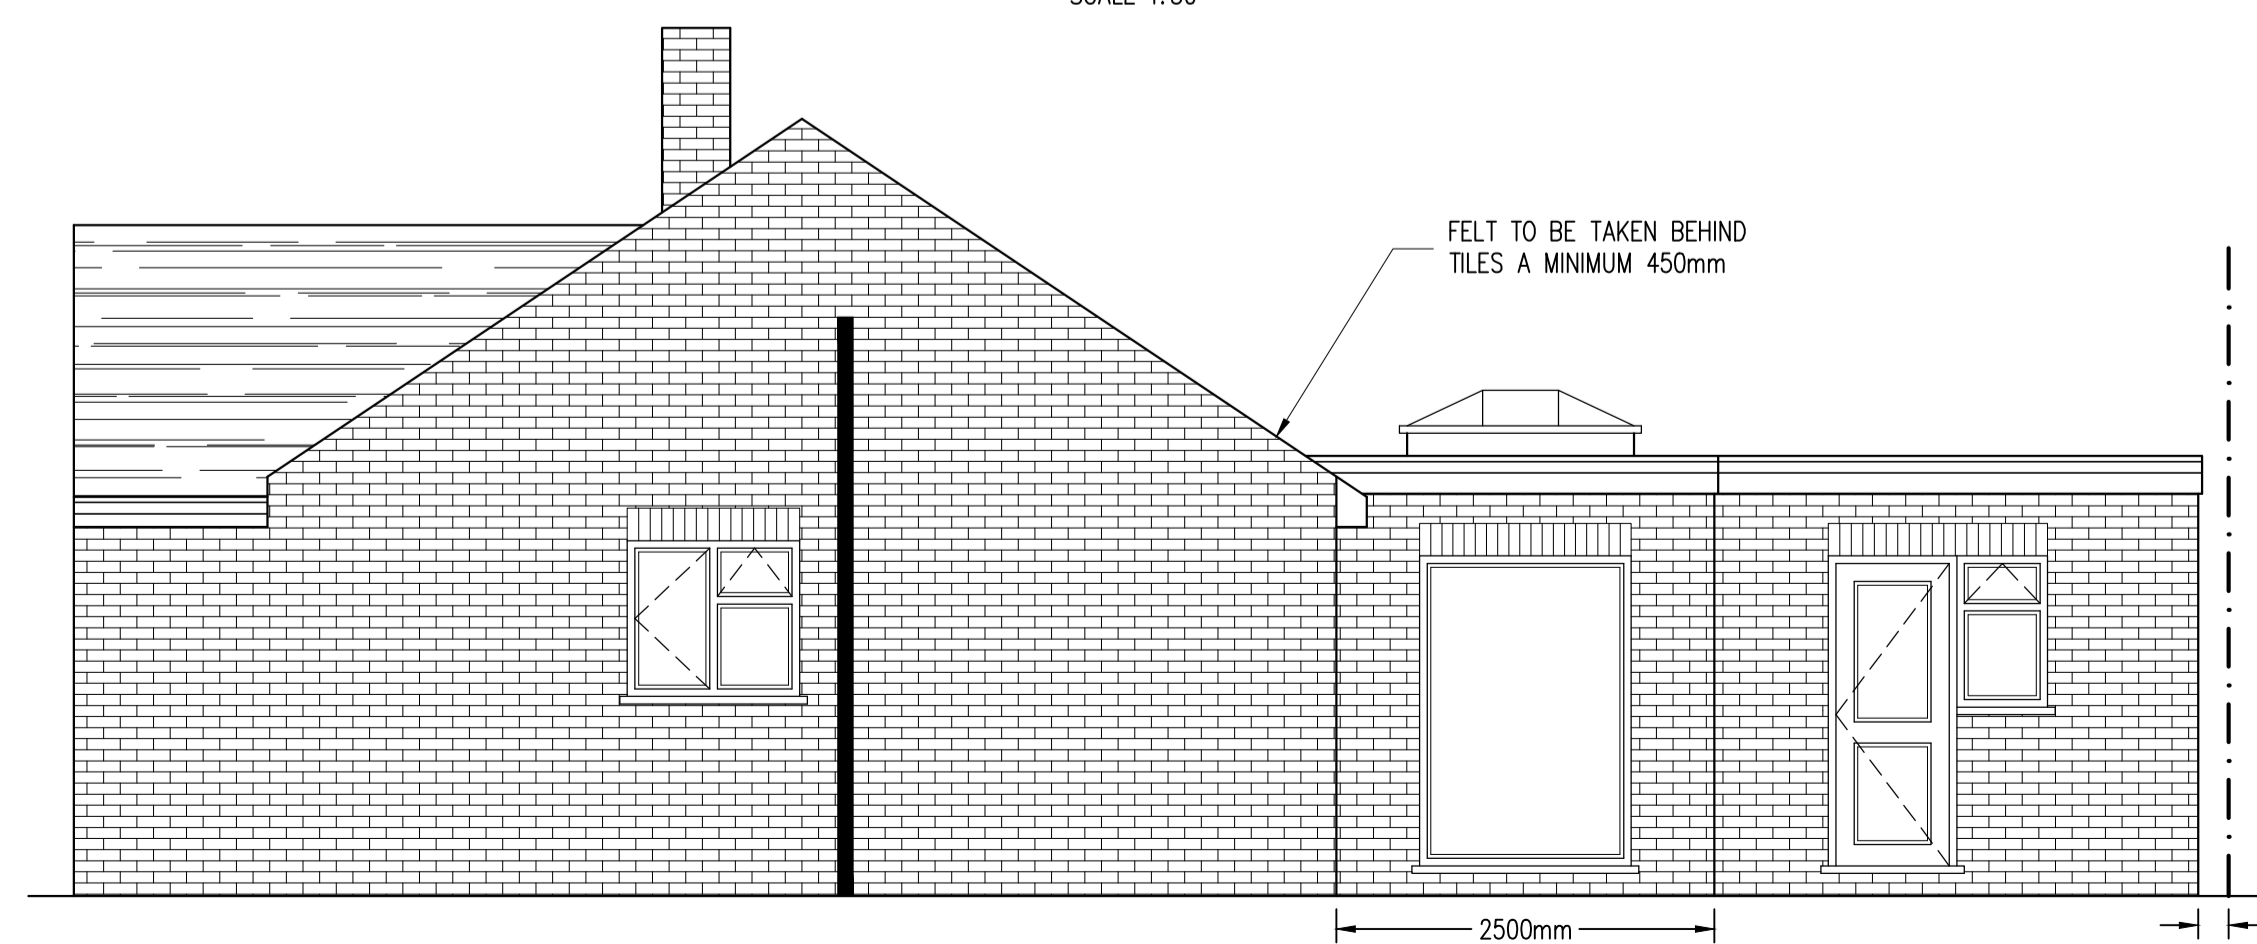 FELT TO BE TAKEN BEHIND
TILES A MINIMUM 450mm
2500mm